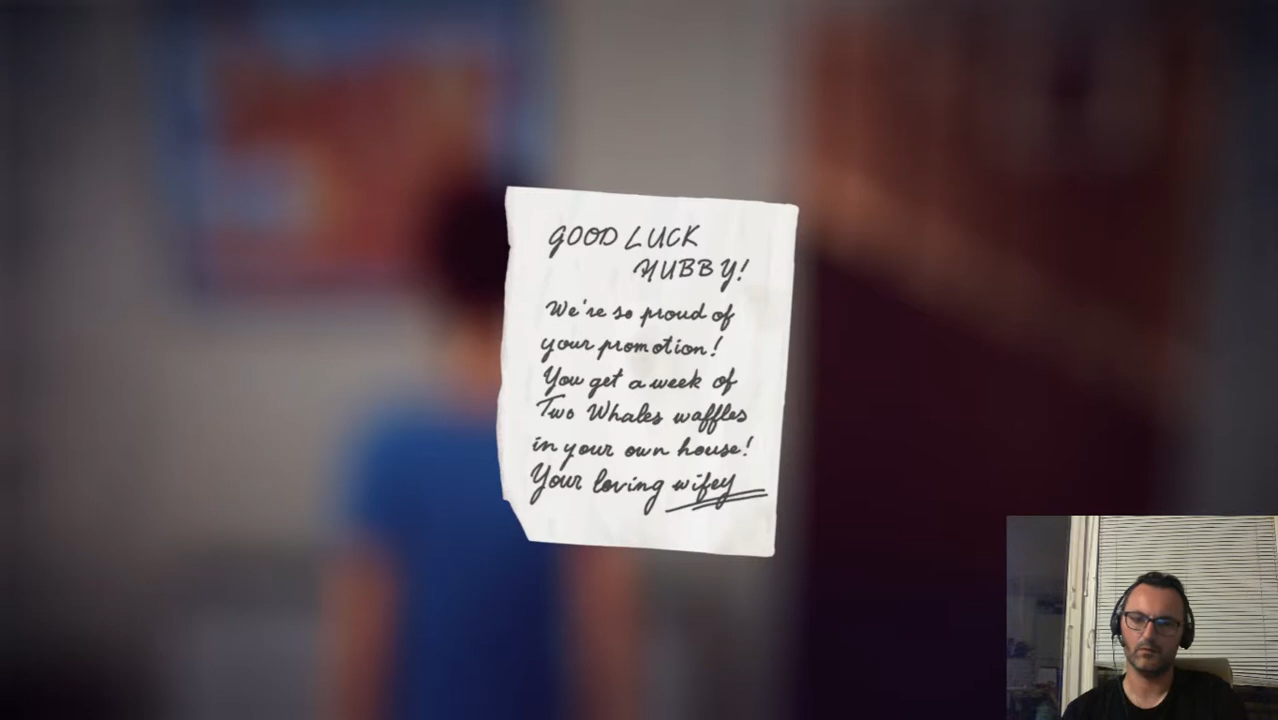 GOOD LUCK
HUBBY!
We're so proud of
your promotion!
You get a week of
Two Whales waffles
in your own house!
Your loving wifey